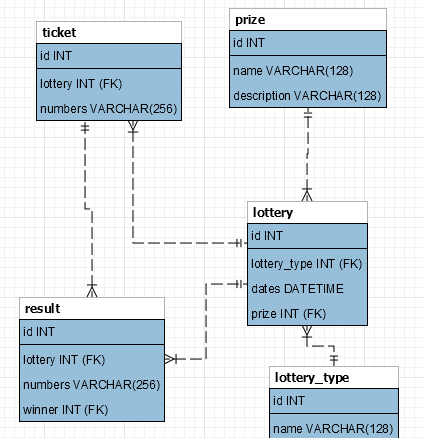 ticket
id INT
lottery INT (FK)
numbers VARCHAR(256)
prize
id INT
name VARCHAR(128)
description VARCHAR(128)
lottery
id INT
lottery_type INT (FK)
dates DATETIME
prize INT (FK)
result
id INT
lottery INT (FK)
numbers VARCHAR(256)
winner INT (FK)
lottery_type
id INT
name VARCHAR(128)